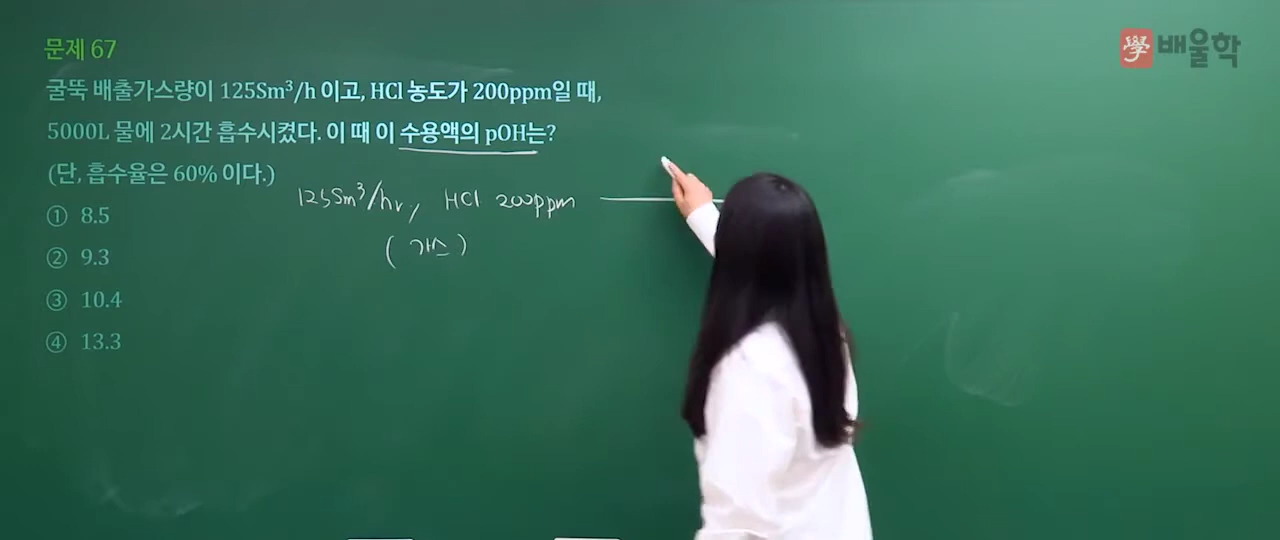 문제 67
學 배울학
굴뚝 배출가스량이 125Sm³/h 이고, HCl 농도가 200ppm일 때,
5000L 물에 2시간 흡수시켰다. 이 때 이 수용액의 pOH는?
(단, 흡수율은 60% 이다.)
125Sm³/hr, HCl 200ppm
(가스)
① 8.5
② 9.3
③ 10.4
④ 13.3